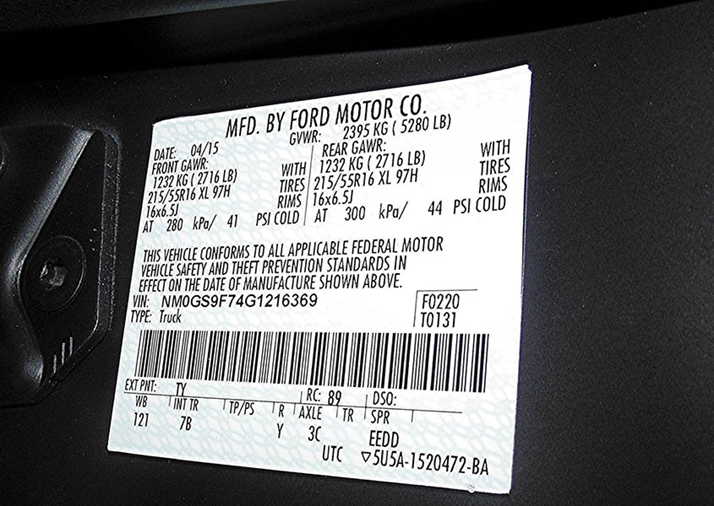 MFD. BY FORD MOTOR CO.
DATE: 04/15 GVWR: 2395 KG ( 5280 LB)
FRONT GAWR: REAR GAWR:
1232 KG ( 2716 LB) WITH 1232 KG ( 2716 LB) WITH
215/55R16 XL 97H TIRES 215/55R16 XL 97H TIRES
16x6.5J RIMS 16x6.5J RIMS
AT 280 kPa/ 41 PSI COLD AT 300 kPa/ 44 PSI COLD
THIS VEHICLE CONFORMS TO ALL APPLICABLE FEDERAL MOTOR
VEHICLE SAFETY AND THEFT PREVENTION STANDARDS IN
EFFECT ON THE DATE OF MANUFACTURE SHOWN ABOVE.
VIN: NM0GS9F74G1216369 F0220
TYPE: Truck T0131
EXT PNT: TY RC: 89 DSO:
WB INT TR TP/PS R AXLE TR SPR
121 7B Y 3C EEDD
UTC ▽5U5A-1520472-BA